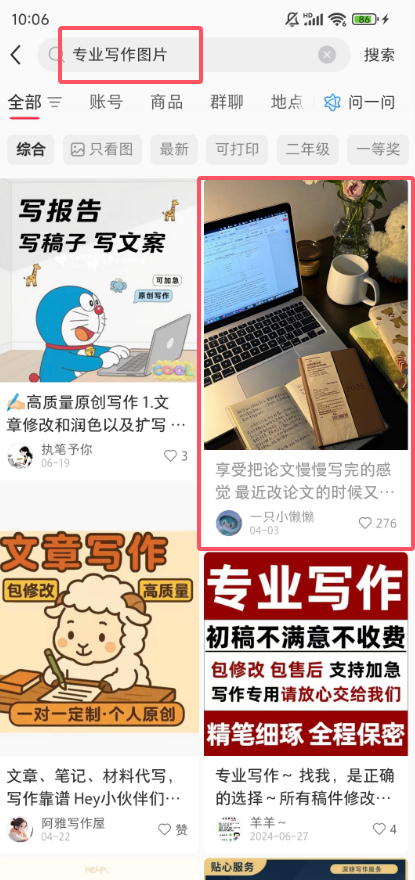 10:06
HD
86
专业写作图片
搜索
全部
账号
商品
群聊
地点
问一问
综合
只看图
最新
可打印
二年级
一等奖
写报告
写稿子 写文案
可加急
原创写作
COOL
✍高质量原创写作 1.文
章修改和润色以及扩写 …
执笔予你
06-19
3
享受把论文慢慢写完的感
觉 最近改论文的时候又…
一只小懒懒
04-03
276
文章写作
包修改
高质量
一对一定制·个人原创
文章、笔记、材料代写，
写作靠谱 Hey小伙伴们…
阿雅写作屋
04-22
赞
专业写作
初稿不满意不收费
包修改 包售后 支持加急
写作专用请放心交给我们
精笔细琢 全程保密
专业写作～ 找我，是正确
的选择～所有稿件修改…
羊羊～
2024-06-27
4
贴心服务